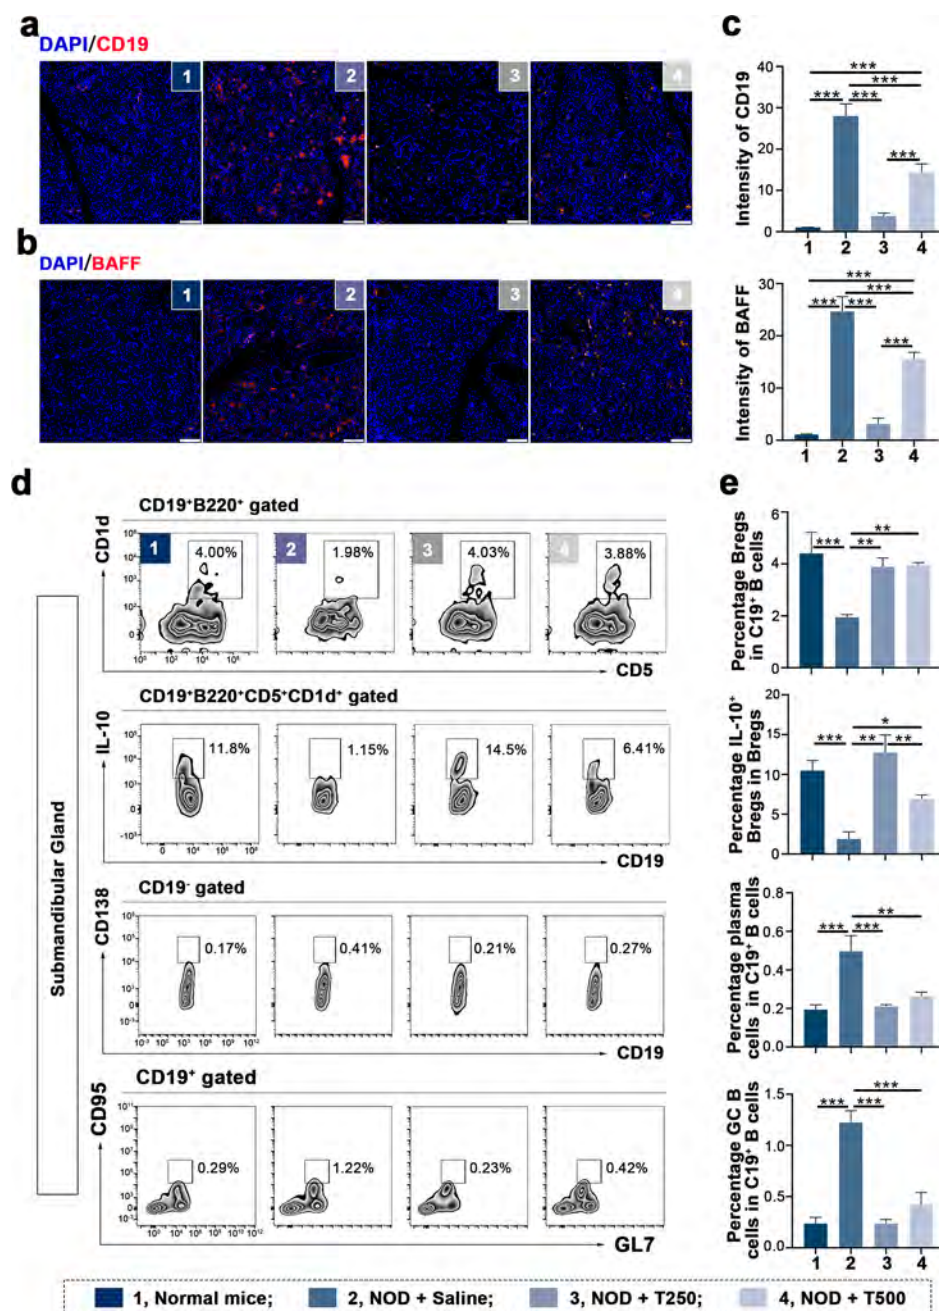 a
DAPI/CD19
1
2
3
4
b
DAPI/BAFF
1
2
3
4
c
Intensity of CD19
40
30
20
10
0
***
***
*** ***
***
1 2 3 4
Intensity of BAFF
30
20
10
0
***
***
*** ***
***
1 2 3 4
d
Submandibular Gland
CD19⁺B220⁺ gated
CD1d
1 4.00%
2 1.98%
3 4.03%
4 3.88%
CD5
CD19⁺B220⁺CD5⁺CD1d⁺ gated
IL-10
11.8%
1.15%
14.5%
6.41%
CD19
CD19⁻ gated
CD138
0.17%
0.41%
0.21%
0.27%
CD19
CD19⁺ gated
CD95
0.29%
1.22%
0.23%
0.42%
GL7
e
Percentage Bregs
in C19⁺ B cells
6
4
2
0
**
*** **
Percentage IL-10⁺
Bregs in Bregs
15
10
5
0
*
*** ** **
Percentage plasma
cells in C19⁺ B cells
0.8
0.6
0.4
0.2
0.0
**
*** ***
Percentage GC B
cells in C19⁺ B cells
1.5
1.0
0.5
0.0
***
*** ***
1 2 3 4
1, Normal mice; 2, NOD + Saline; 3, NOD + T250; 4, NOD + T500